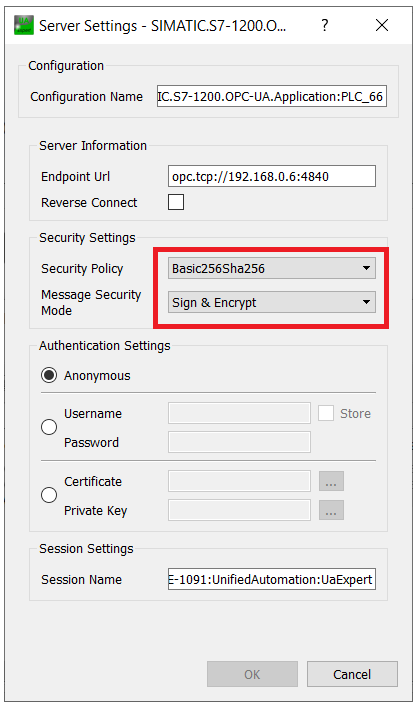 Server Settings - SIMATIC.S7-1200.O... ?
Configuration
Configuration Name IC.S7-1200.OPC-UA.Application:PLC_66
Server Information
Endpoint Url opc.tcp://192.168.0.6:4840
Reverse Connect
Security Settings
Security Policy Basic256Sha256
Message Security
Mode
Sign & Encrypt
Authentication Settings
Anonymous
Username Store
Password
Certificate ...
Private Key ...
Session Settings
Session Name E-1091:UnifiedAutomation:UaExpert
OK Cancel